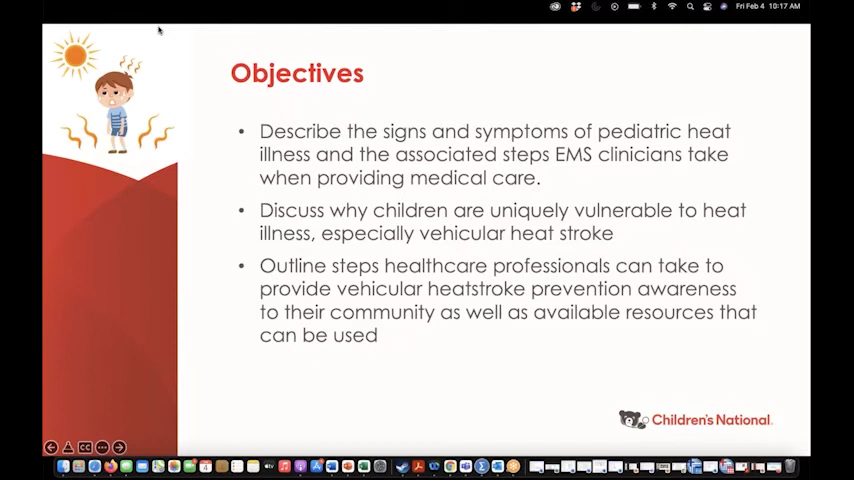 Fri Feb 4 10:17 AM
Objectives
• Describe the signs and symptoms of pediatric heat
illness and the associated steps EMS clinicians take
when providing medical care.
• Discuss why children are uniquely vulnerable to heat
illness, especially vehicular heat stroke
• Outline steps healthcare professionals can take to
provide vehicular heatstroke prevention awareness
to their community as well as available resources that
can be used
Children's National
CC